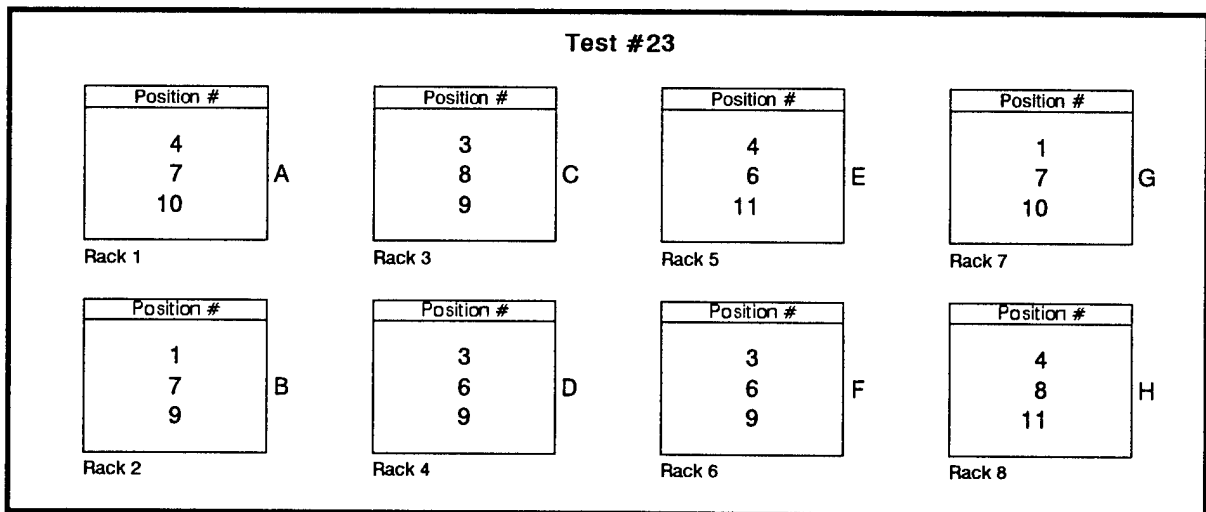 Test #23
Position #
4
7
10
A
Rack 1
Position #
3
8
9
C
Rack 3
Position #
4
6
11
E
Rack 5
Position #
1
7
10
G
Rack 7
Position #
1
7
9
B
Rack 2
Position #
3
6
9
D
Rack 4
Position #
3
6
9
F
Rack 6
Position #
4
8
11
H
Rack 8